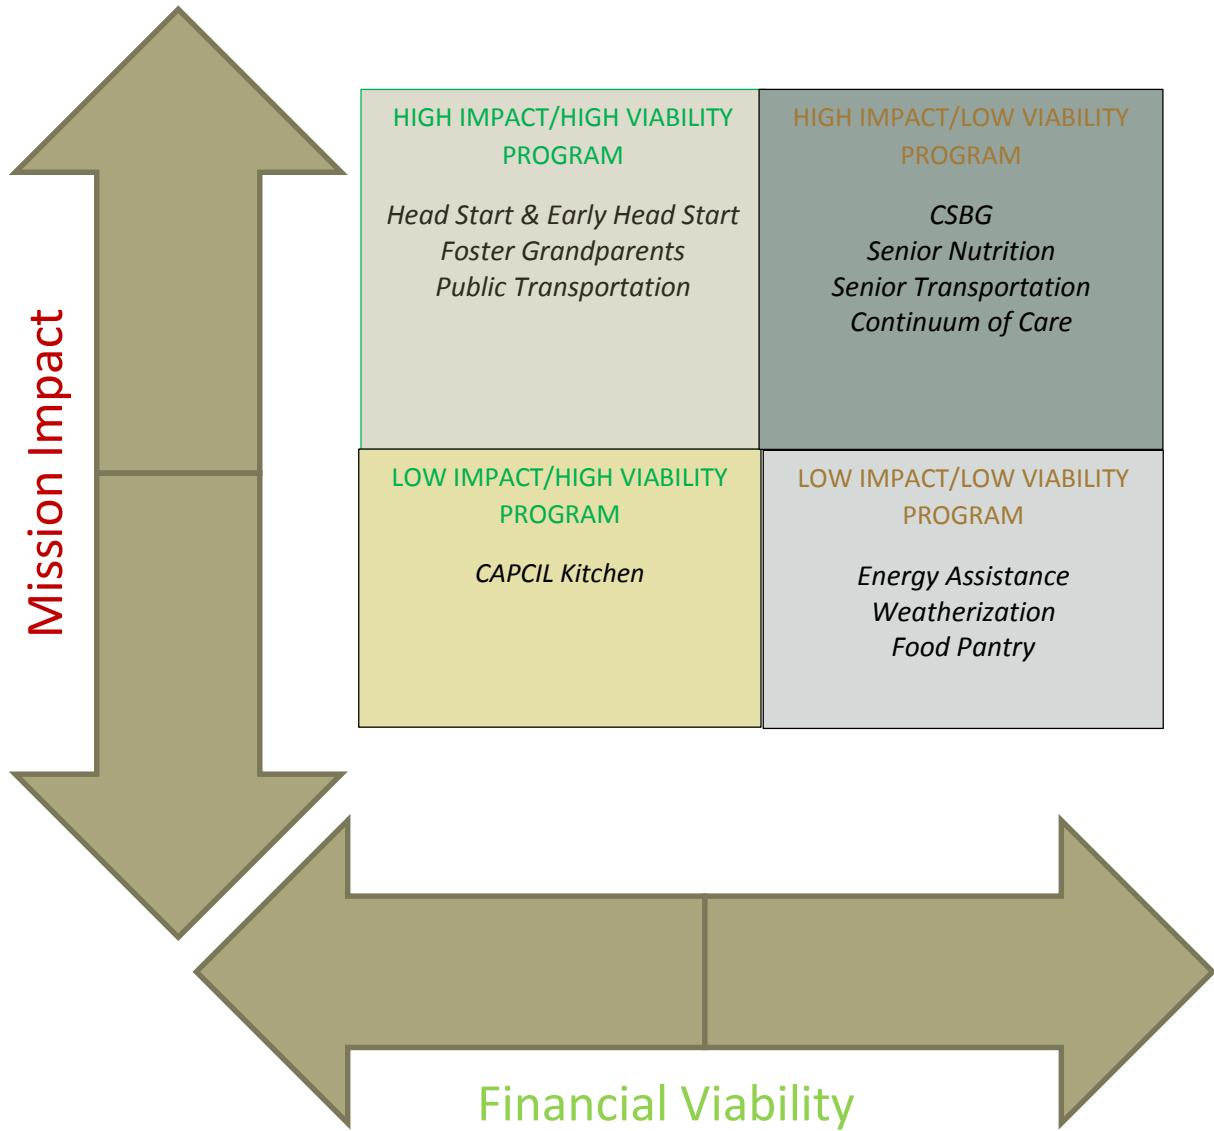 Mission Impact
HIGH IMPACT/HIGH VIABILITY
PROGRAM
Head Start & Early Head Start
Foster Grandparents
Public Transportation
HIGH IMPACT/LOW VIABILITY
PROGRAM
CSBG
Senior Nutrition
Senior Transportation
Continuum of Care
LOW IMPACT/HIGH VIABILITY
PROGRAM
CAPCIL Kitchen
LOW IMPACT/LOW VIABILITY
PROGRAM
Energy Assistance
Weatherization
Food Pantry
Financial Viability